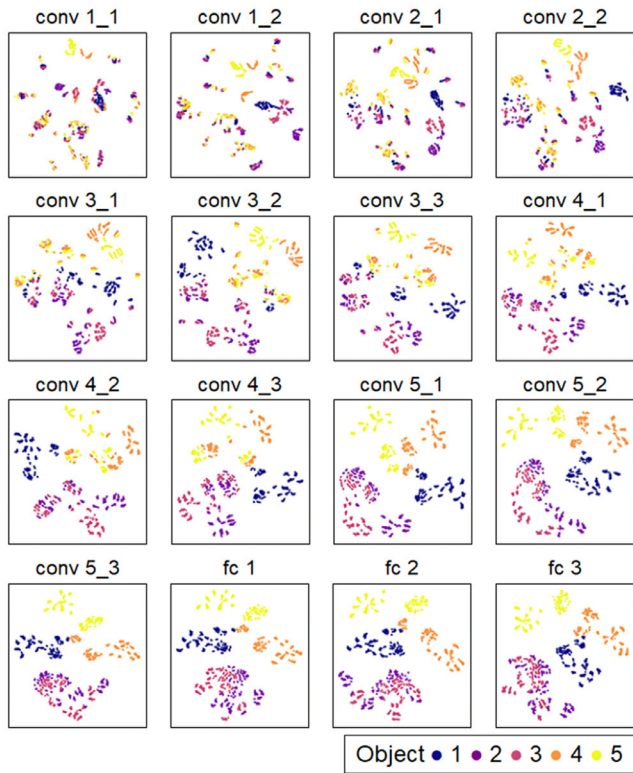 conv 1_1 conv 1_2 conv 2_1 conv 2_2
conv 3_1 conv 3_2 conv 3_3 conv 4_1
conv 4_2 conv 4_3 conv 5_1 conv 5_2
conv 5_3 fc 1 fc 2 fc 3
Object 1 2 3 4 5